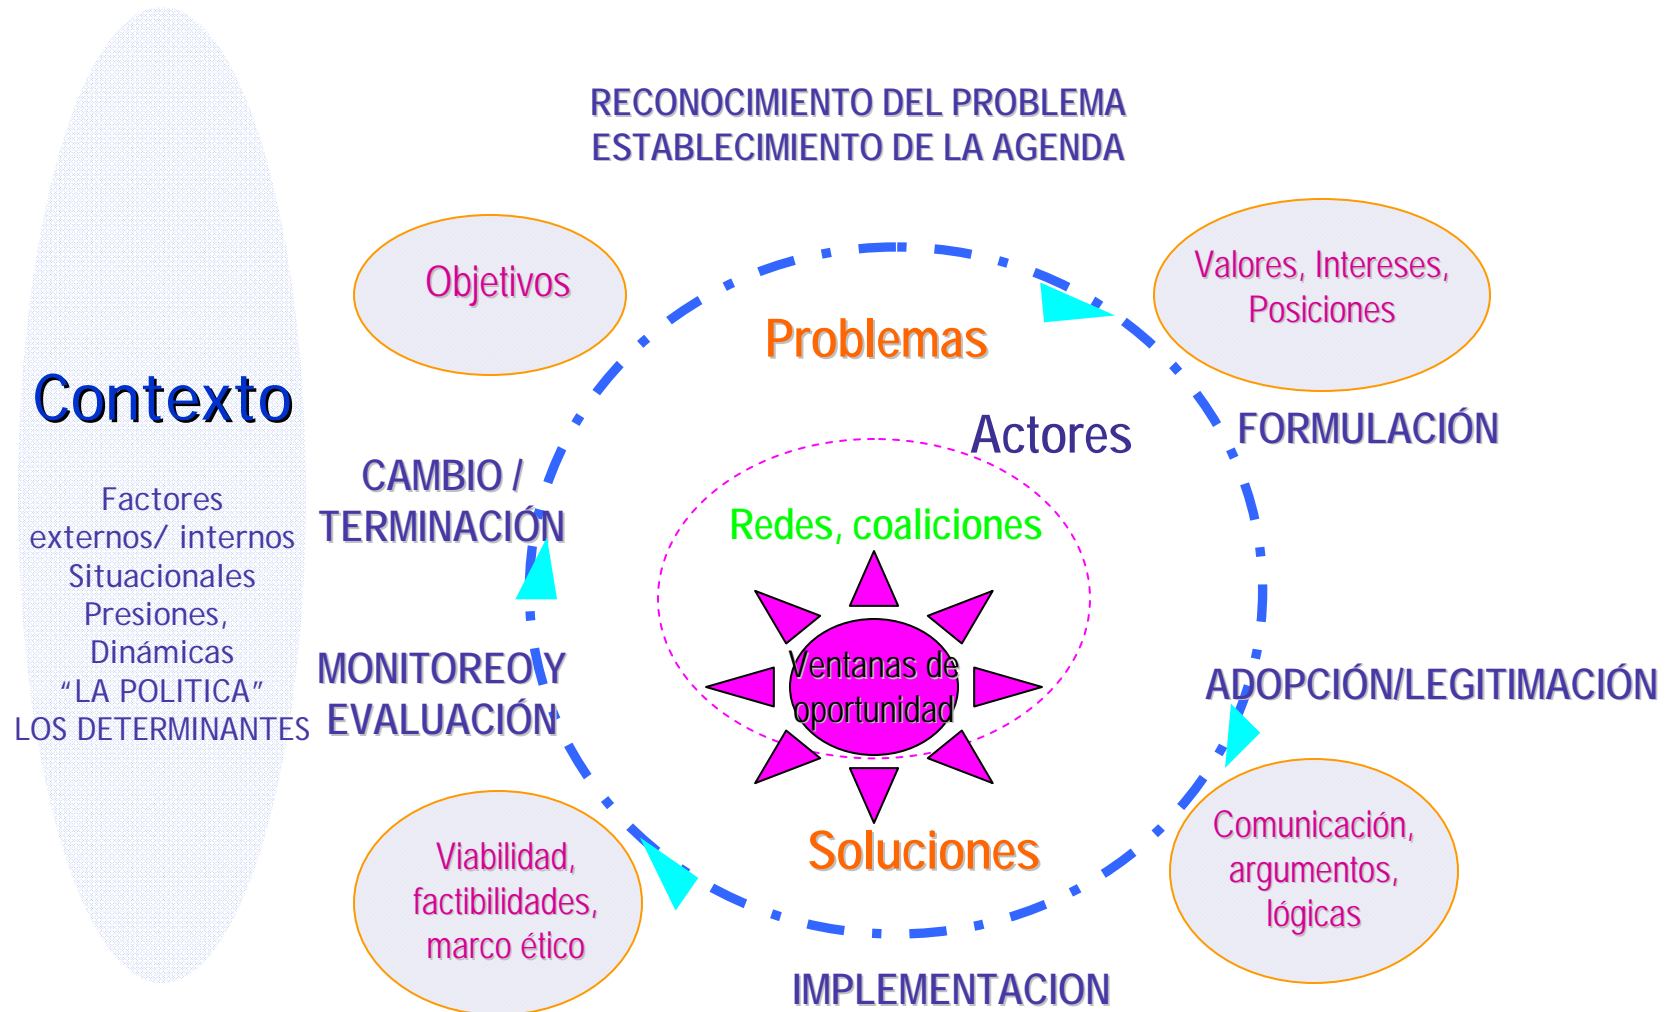 RECONOCIMIENTO DEL PROBLEMA
ESTABLECIMIENTO DE LA AGENDA
Objetivos
Valores, Intereses,
Posiciones
Problemas
Contexto
Actores
FORMULACIÓN
CAMBIO /
TERMINACIÓN
Factores
externos/ internos
Situacionales
Presiones,
Dinámicas
“LA POLITICA”
LOS DETERMINANTES
Redes, coaliciones
MONITOREO Y
EVALUACIÓN
Ventanas de
oportunidad
ADOPCIÓN/LEGITIMACIÓN
Soluciones
Viabilidad,
factibilidades,
marco ético
Comunicación,
argumentos,
lógicas
IMPLEMENTACION